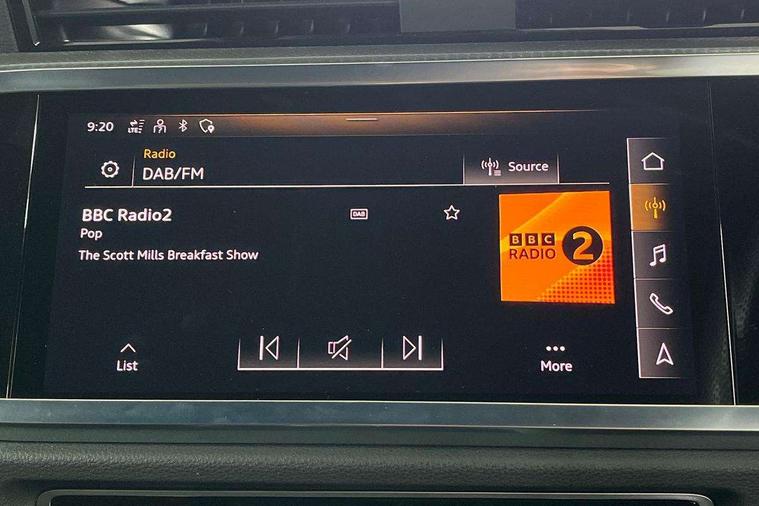 9:20 LTE
Radio
DAB/FM
Source
BBC Radio2 DAB
Pop
The Scott Mills Breakfast Show
BBC
RADIO 2
List
More